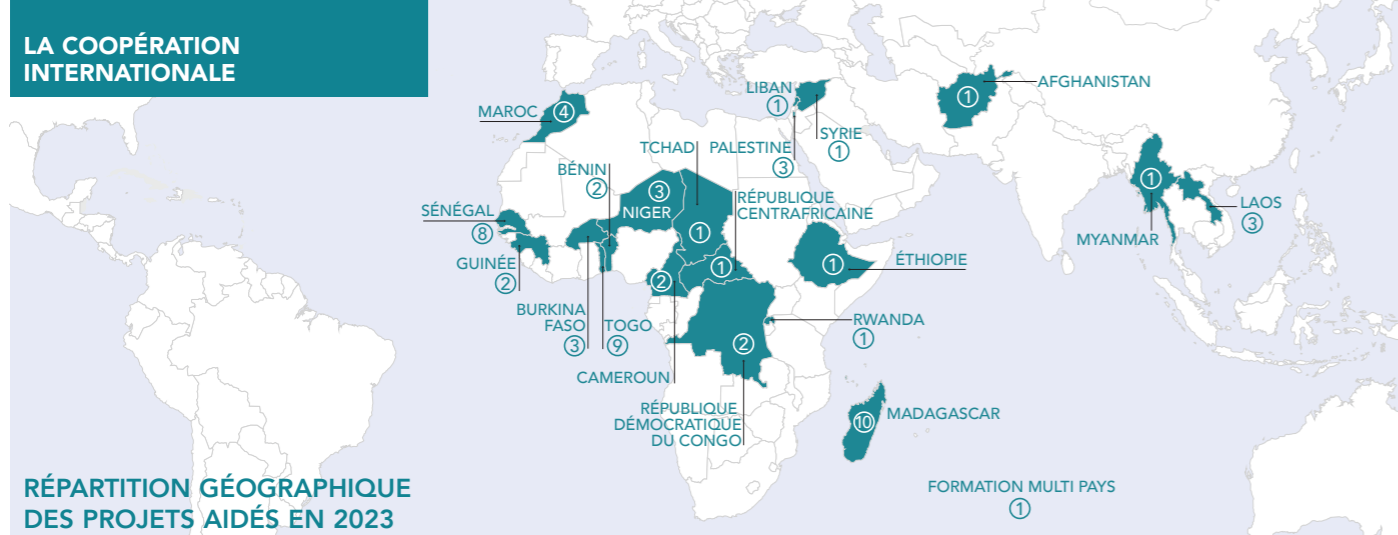 LA COOPÉRATION
INTERNATIONALE
MAROC
④
LIBAN
①
SYRIE
①
AFGHANISTAN
①
TCHAD
①
PALESTINE
③
BÉNIN
②
③
NIGER
RÉPUBLIQUE
CENTRAFRICAINE
①
SÉNÉGAL
⑧
GUINÉE
②
BURKINA
FASO
③
TOGO
⑨
②
CAMEROUN
ÉTHIOPIE
①
RWANDA
①
②
RÉPUBLIQUE
DÉMOCRATIQUE
DU CONGO
⑩
MADAGASCAR
①
MYANMAR
LAOS
③
FORMATION MULTI PAYS
①
RÉPARTITION GÉOGRAPHIQUE
DES PROJETS AIDÉS EN 2023